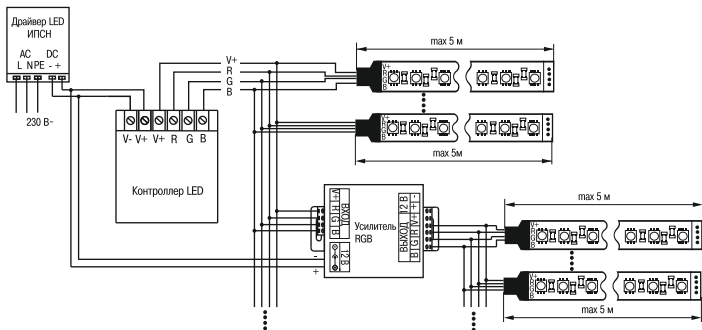 Драйвер LED
ИПСН
AC DC
L N PE - +
230 В~
V- V+ V+ R G B
Контроллер LED
V+
R
G
B
max 5 м
V+
R
G
B
V+
R
G
B
max 5м
ВХОД
V+ R G B
12 В
Усилитель
RGB
12 В
- +
ВЫХОД
V+ R G B
-
+
max 5 м
V+
R
G
B
V+
R
G
B
max 5 м